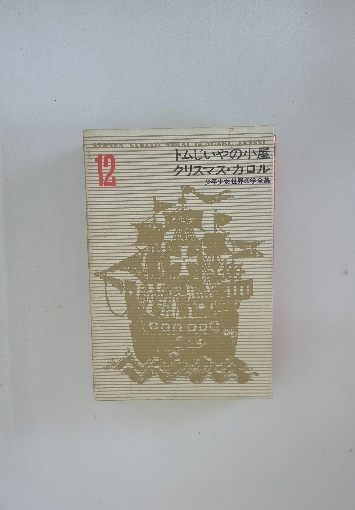 12
トムじいやの小屋
クリスマス・カロル
少年少女世界文学全集